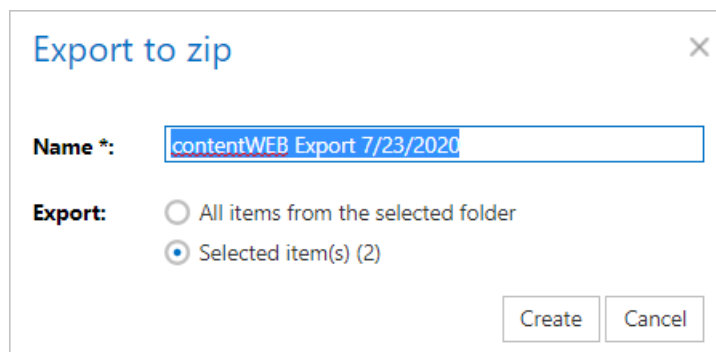 Export to zip
Name *: contentWEB Export 7/23/2020
Export: All items from the selected folder
Selected item(s) (2)
Create Cancel